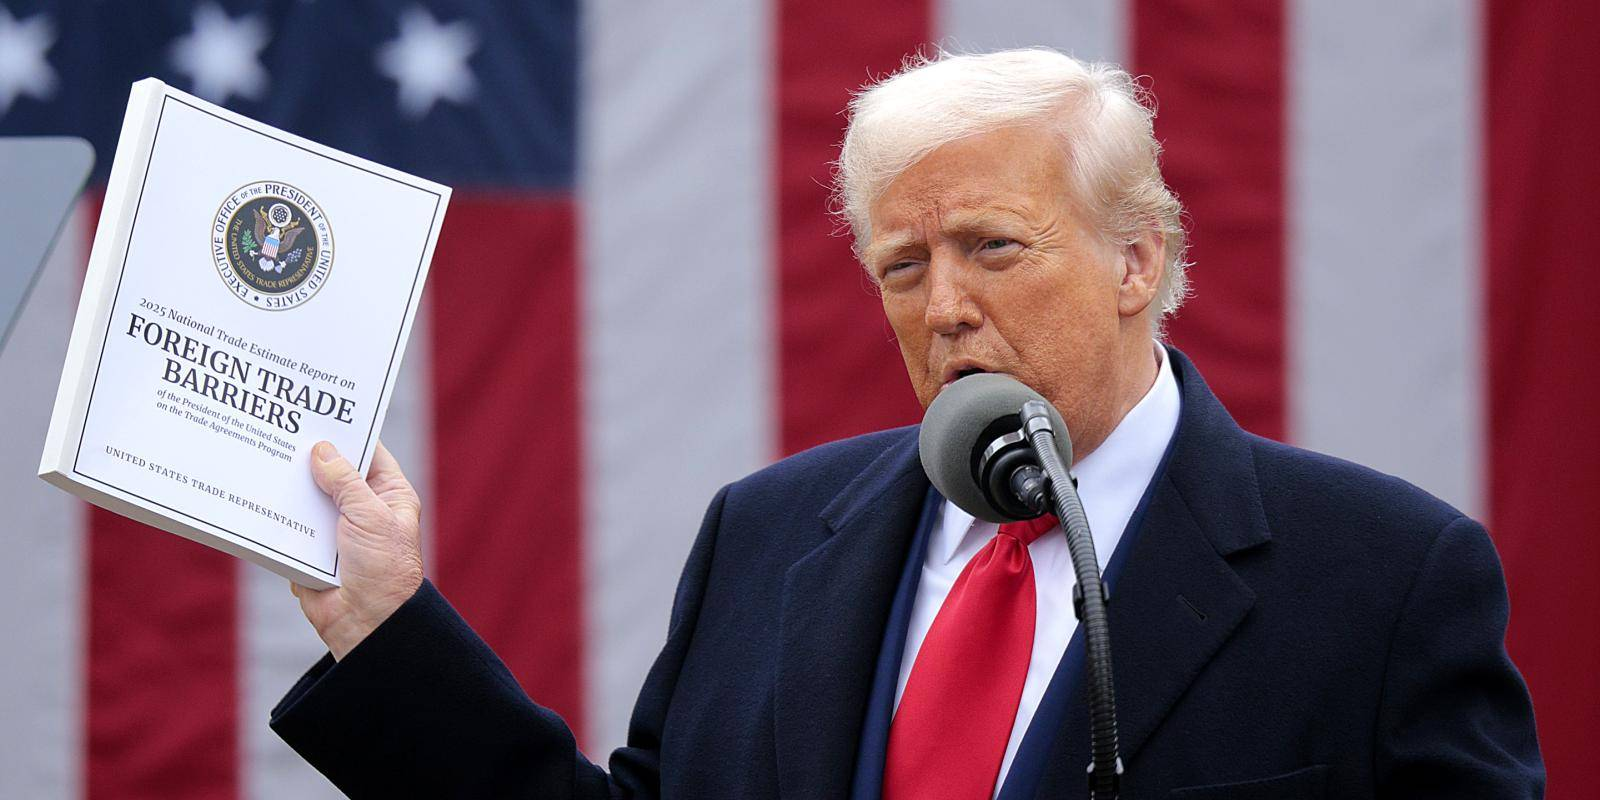 EXECUTIVE OFFICE OF THE PRESIDENT OF THE UNITED STATES
THE UNITED STATES TRADE REPRESENTATIVE
2025 National Trade Estimate Report on
FOREIGN TRADE
BARRIERS
of the President of the United States
on the Trade Agreements Program
UNITED STATES TRADE REPRESENTATIVE